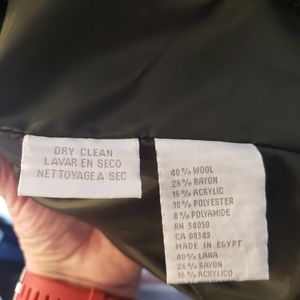 DRY CLEAN
LAVAR EN SECO
NETTOYAGE A SEC
40% WOOL
26% RAYON
16% ACRYLIC
10% POLYESTER
8% POLYAMIDE
RN 54050
CA 08349
MADE IN EGYPT
40% LANA
26% RAYON
16% ACRILICO